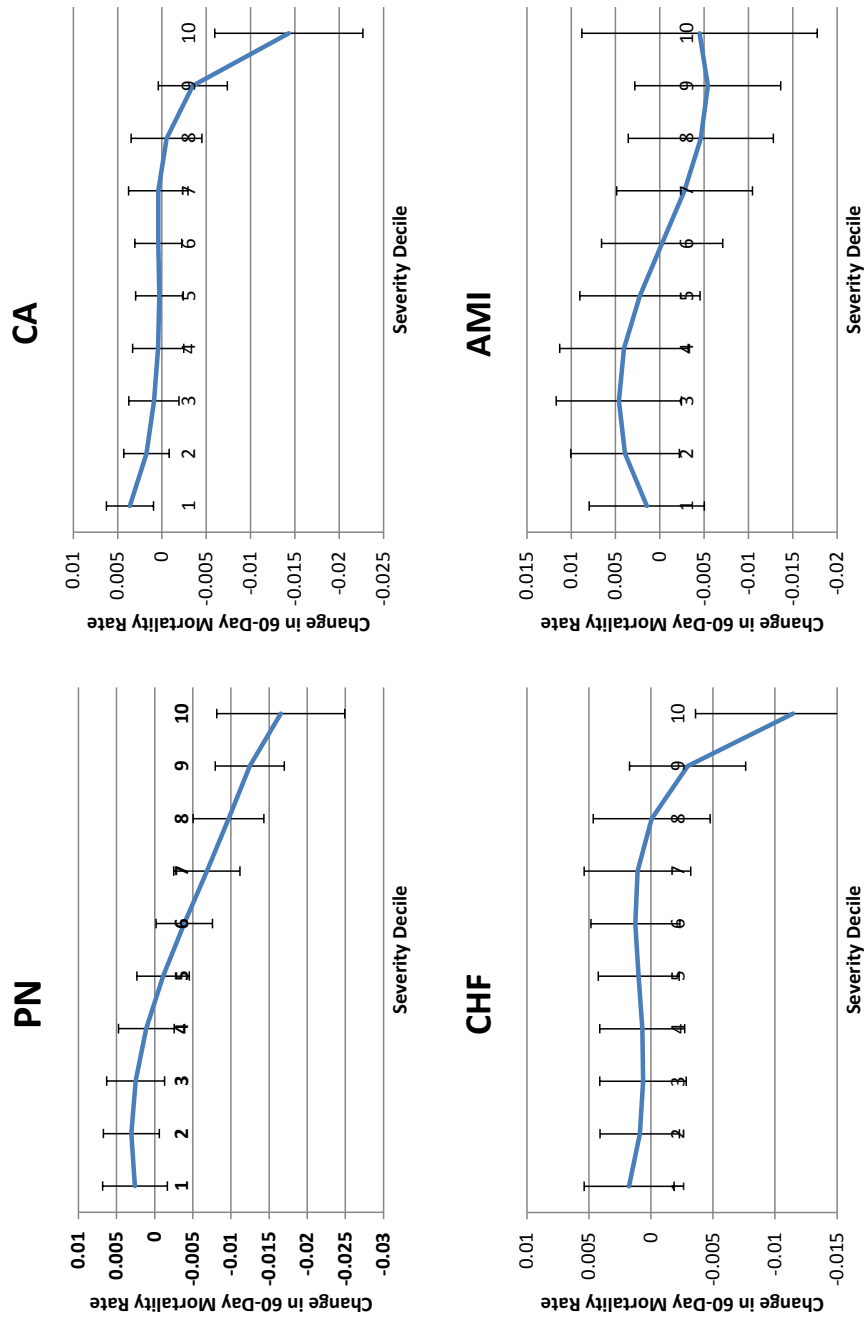 PN
Change in 60-Day Mortality Rate
0.01
0.005
0
-0.005
-0.01
-0.015
-0.02
-0.025
-0.03
1 2 3 4 5 6 7 8 9 10
Severity Decile
CA
Change in 60-Day Mortality Rate
0.01
0.005
0
-0.005
-0.01
-0.015
-0.02
-0.025
1 2 3 4 5 6 7 8 9 10
Severity Decile
CHF
Change in 60-Day Mortality Rate
0.01
0.005
0
-0.005
-0.01
-0.015
1 2 3 4 5 6 7 8 9 10
Severity Decile
AMI
Change in 60-Day Mortality Rate
0.015
0.01
0.005
0
-0.005
-0.01
-0.015
-0.02
1 2 3 4 5 6 7 8 9 10
Severity Decile